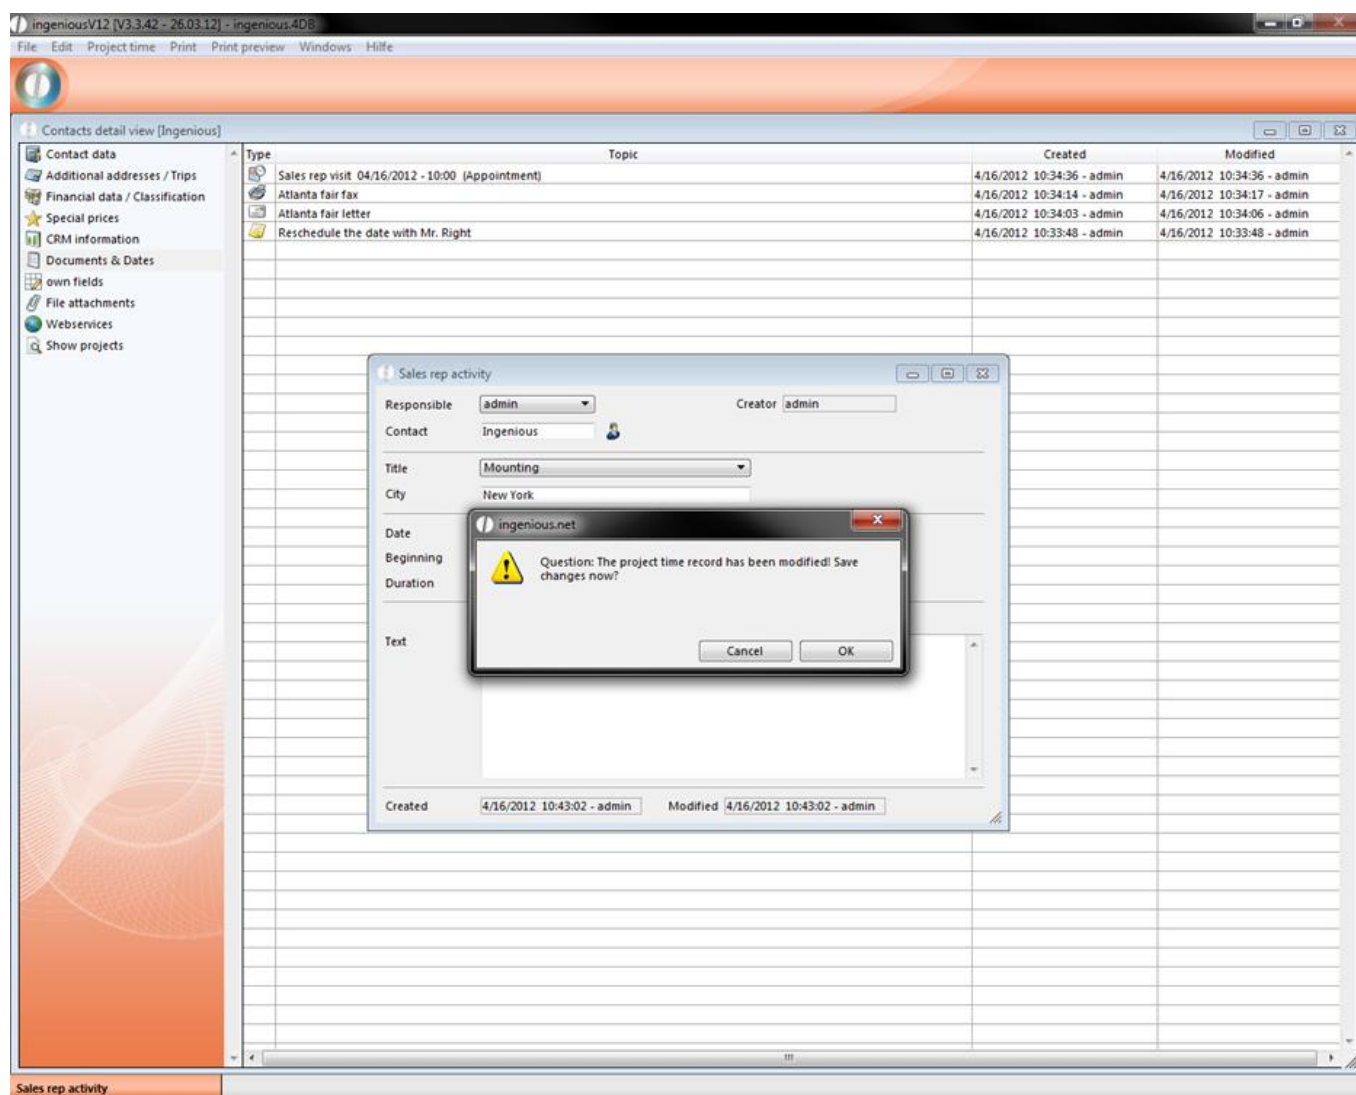 ingeniousV12 [V3.3.42 - 26.03.12] - ingenious.4DB
File Edit Project time Print Print preview Windows Hilfe
Contacts detail view [Ingenious]
Contact data
Additional addresses / Trips
Financial data / Classification
Special prices
CRM information
Documents & Dates
own fields
File attachments
Webservices
Show projects
Type Topic Created Modified
Sales rep visit 04/16/2012 - 10:00 (Appointment) 4/16/2012 10:34:36 - admin 4/16/2012 10:34:36 - admin
Atlanta fair fax 4/16/2012 10:34:14 - admin 4/16/2012 10:34:17 - admin
Atlanta fair letter 4/16/2012 10:34:03 - admin 4/16/2012 10:34:06 - admin
Reschedule the date with Mr. Right 4/16/2012 10:33:48 - admin 4/16/2012 10:33:48 - admin
Sales rep activity
Responsible admin Creator admin
Contact Ingenious
Title Mounting
City New York
Date
Beginning
Duration
Text
ingenious.net
Question: The project time record has been modified! Save
changes now?
Cancel OK
Created 4/16/2012 10:43:02 - admin Modified 4/16/2012 10:43:02 - admin
Sales rep activity